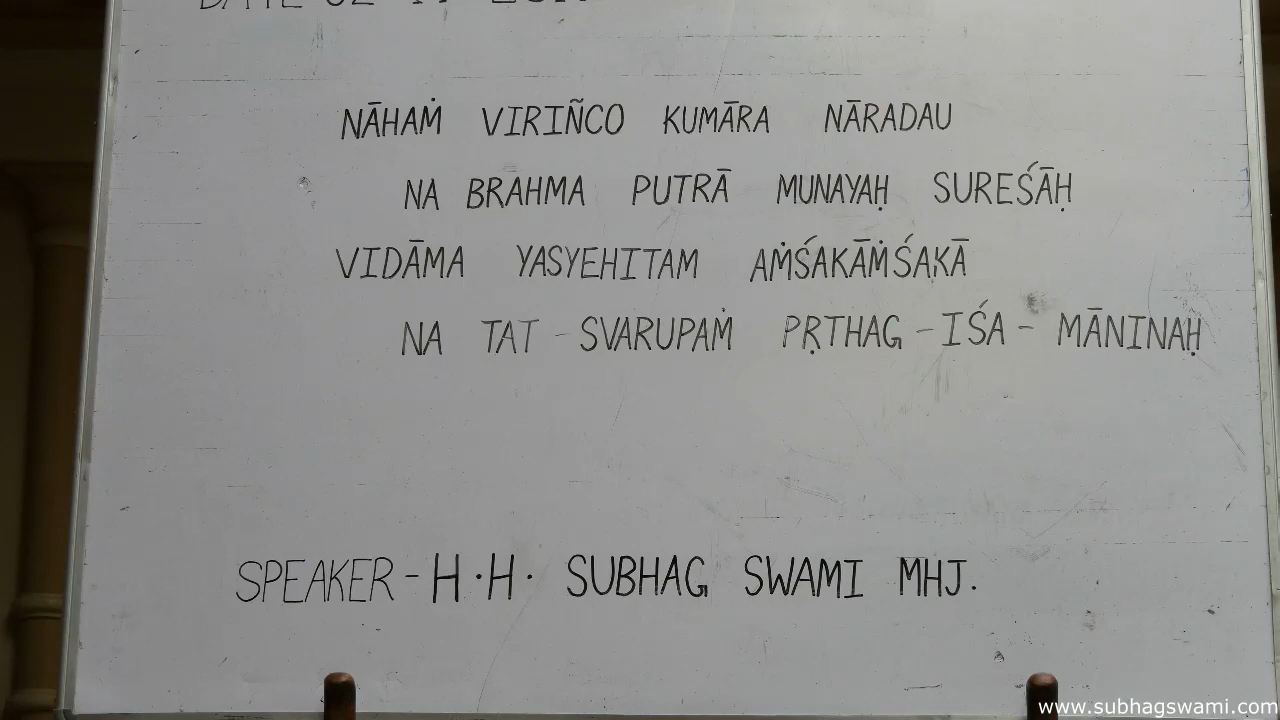 NĀHAṀ VIRIÑCO KUMĀRA NĀRADAU
NA BRAHMA PUTRĀ MUNAYAḤ SUREŚĀḤ
VIDĀMA YASYEHITAM AṀŚAKĀṀŚAKĀ
NA TAT - SVARUPAṀ PṚTHAG - IŚA - MĀNINAḤ
SPEAKER - H.H. SUBHAG SWAMI MHJ.
www.subhagswami.com